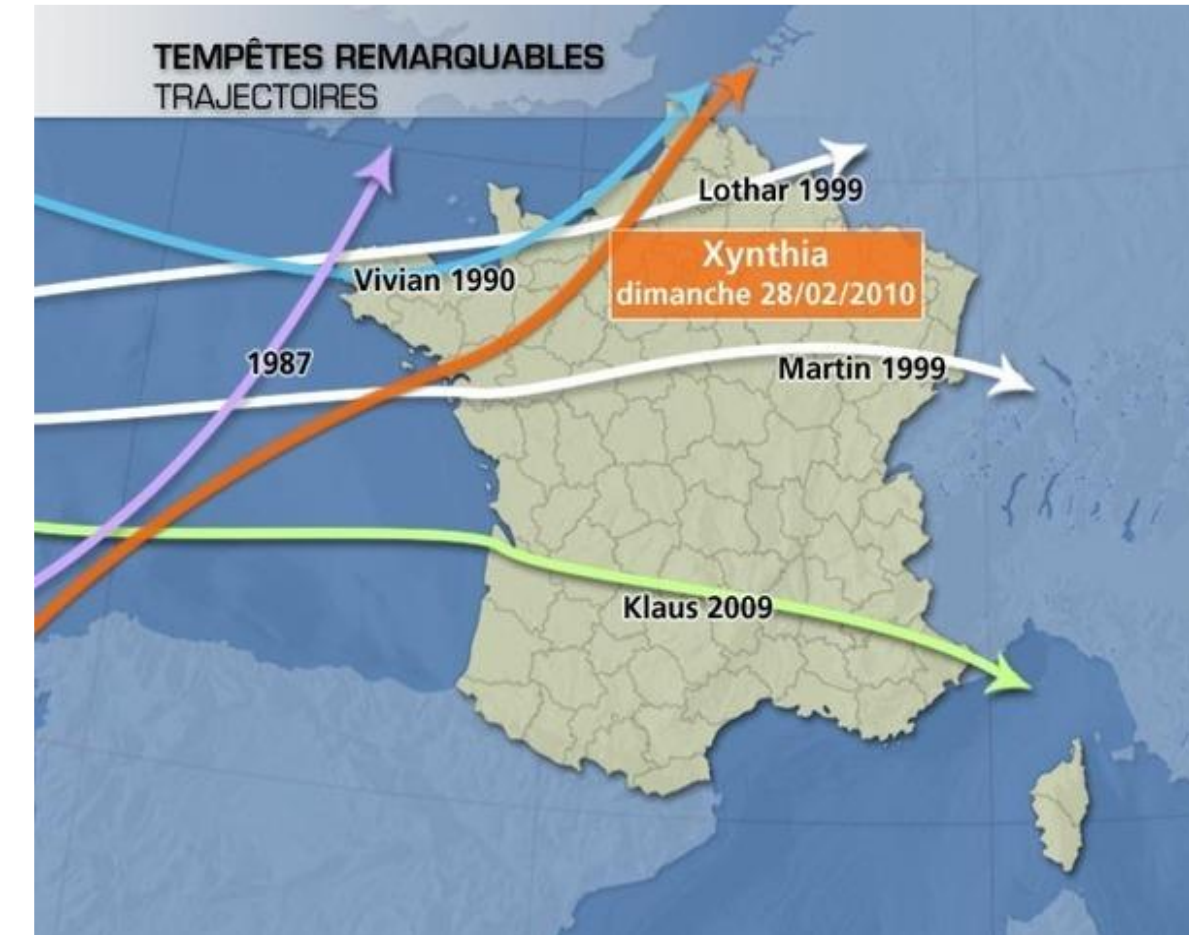 TEMPÊTES REMARQUABLES
TRAJECTOIRES
Lothar 1999
Xynthia
dimanche 28/02/2010
Vivian 1990
1987
Martin 1999
Klaus 2009